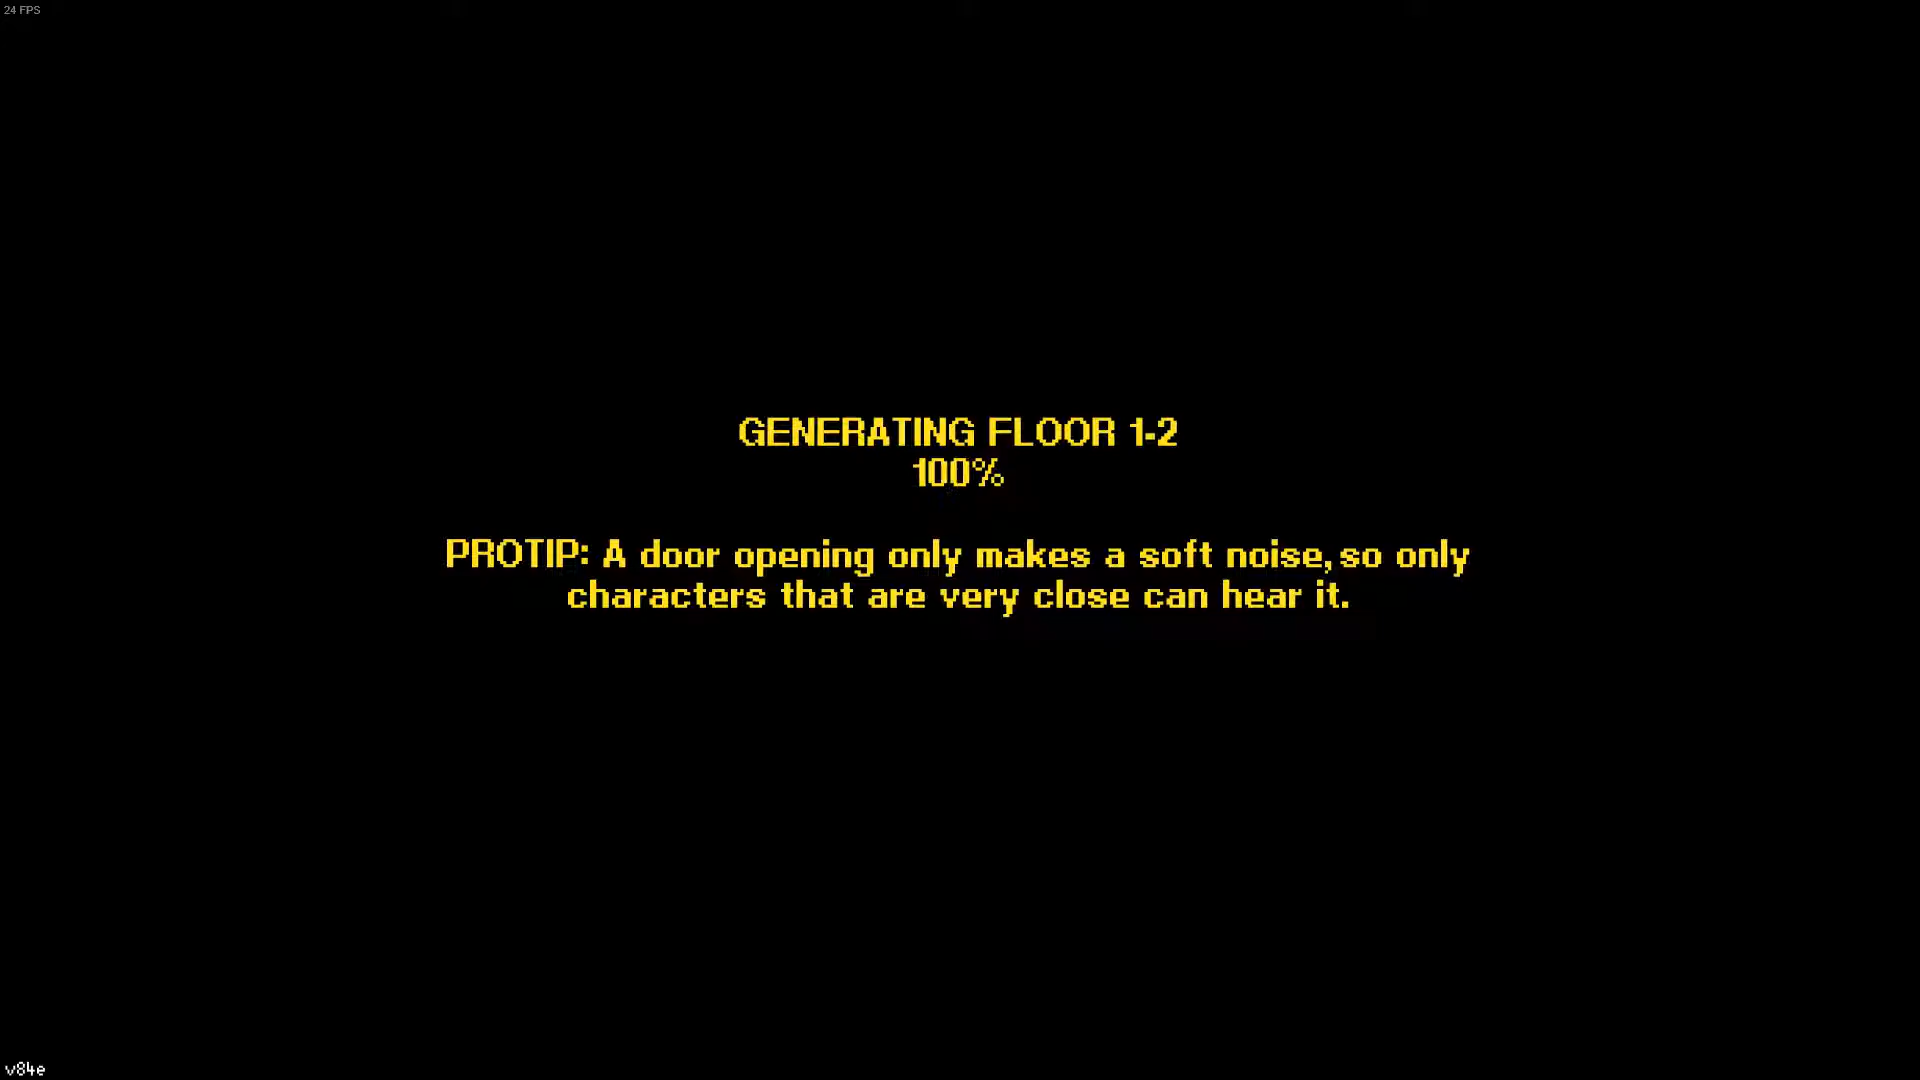 24 FPS
GENERATING FLOOR 1-2
100%
PROTIP: A door opening only makes a soft noise, so only
characters that are very close can hear it.
v84e